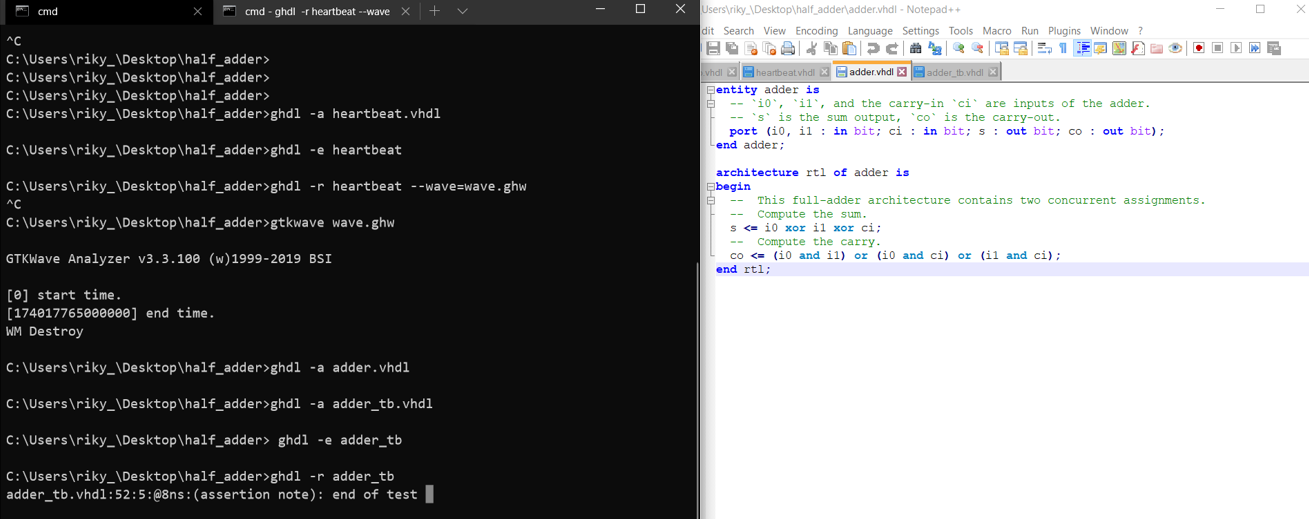 cmd
cmd - ghdl  -r heartbeat --wave
^C
C:\Users\riky_\Desktop\half_adder>
C:\Users\riky_\Desktop\half_adder>
C:\Users\riky_\Desktop\half_adder>
C:\Users\riky_\Desktop\half_adder>ghdl -a heartbeat.vhdl
C:\Users\riky_\Desktop\half_adder>ghdl -e heartbeat
C:\Users\riky_\Desktop\half_adder>ghdl -r heartbeat --wave=wave.ghw
^C
C:\Users\riky_\Desktop\half_adder>gtkwave wave.ghw
GTKWave Analyzer v3.3.100 (w)1999-2019 BSI
[0] start time.
[174017765000000] end time.
WM Destroy
C:\Users\riky_\Desktop\half_adder>ghdl -a adder.vhdl
C:\Users\riky_\Desktop\half_adder>ghdl -a adder_tb.vhdl
C:\Users\riky_\Desktop\half_adder> ghdl -e adder_tb
C:\Users\riky_\Desktop\half_adder>ghdl -r adder_tb
adder_tb.vhdl:52:5:@8ns:(assertion note): end of test
Users\riky_\Desktop\half_adder\adder.vhdl - Notepad++
dit Search View Encoding Language Settings Tools Macro Run Plugins Window ?
.vhdl heartbeat.vhdl adder.vhdl adder_tb.vhdl
entity adder is
-- `i0`, `i1`, and the carry-in `ci` are inputs of the adder.
-- `s` is the sum output, `co` is the carry-out.
port (i0, i1 : in bit; ci : in bit; s : out bit; co : out bit);
end adder;
architecture rtl of adder is
begin
--  This full-adder architecture contains two concurrent assignments.
--  Compute the sum.
s <= i0 xor i1 xor ci;
--  Compute the carry.
co <= (i0 and i1) or (i0 and ci) or (i1 and ci);
end rtl;